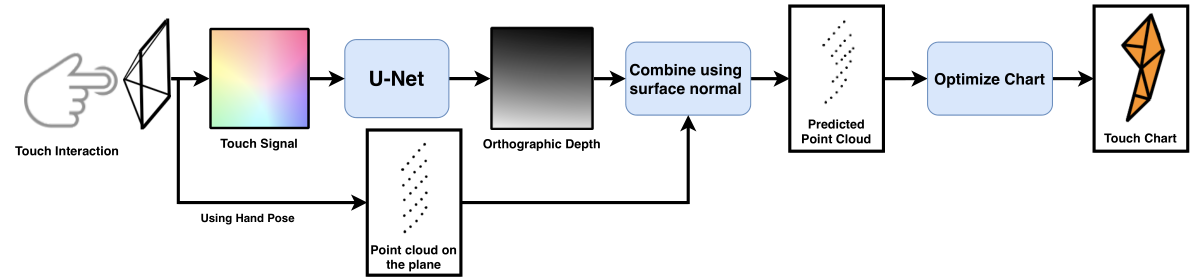 Touch Interaction
Touch Signal
U-Net
Orthographic Depth
Combine using
surface normal
Predicted
Point Cloud
Optimize Chart
Touch Chart
Using Hand Pose
Point cloud on
the plane